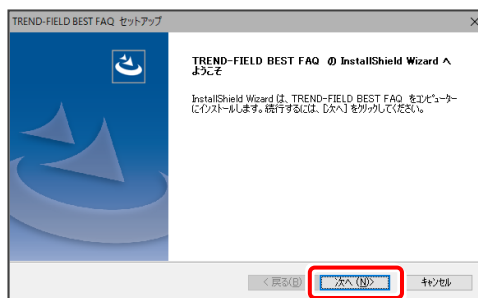 TREND-FIELD BEST FAQ セットアップ
TREND-FIELD BEST FAQ の InstallShield Wizard へ
ようこそ
InstallShield Wizard は、TREND-FIELD BEST FAQ をコンピューター
にインストールします。続行するには、[次へ] をクリックしてください。
< 戻る(B)
次へ(N)>
キャンセル